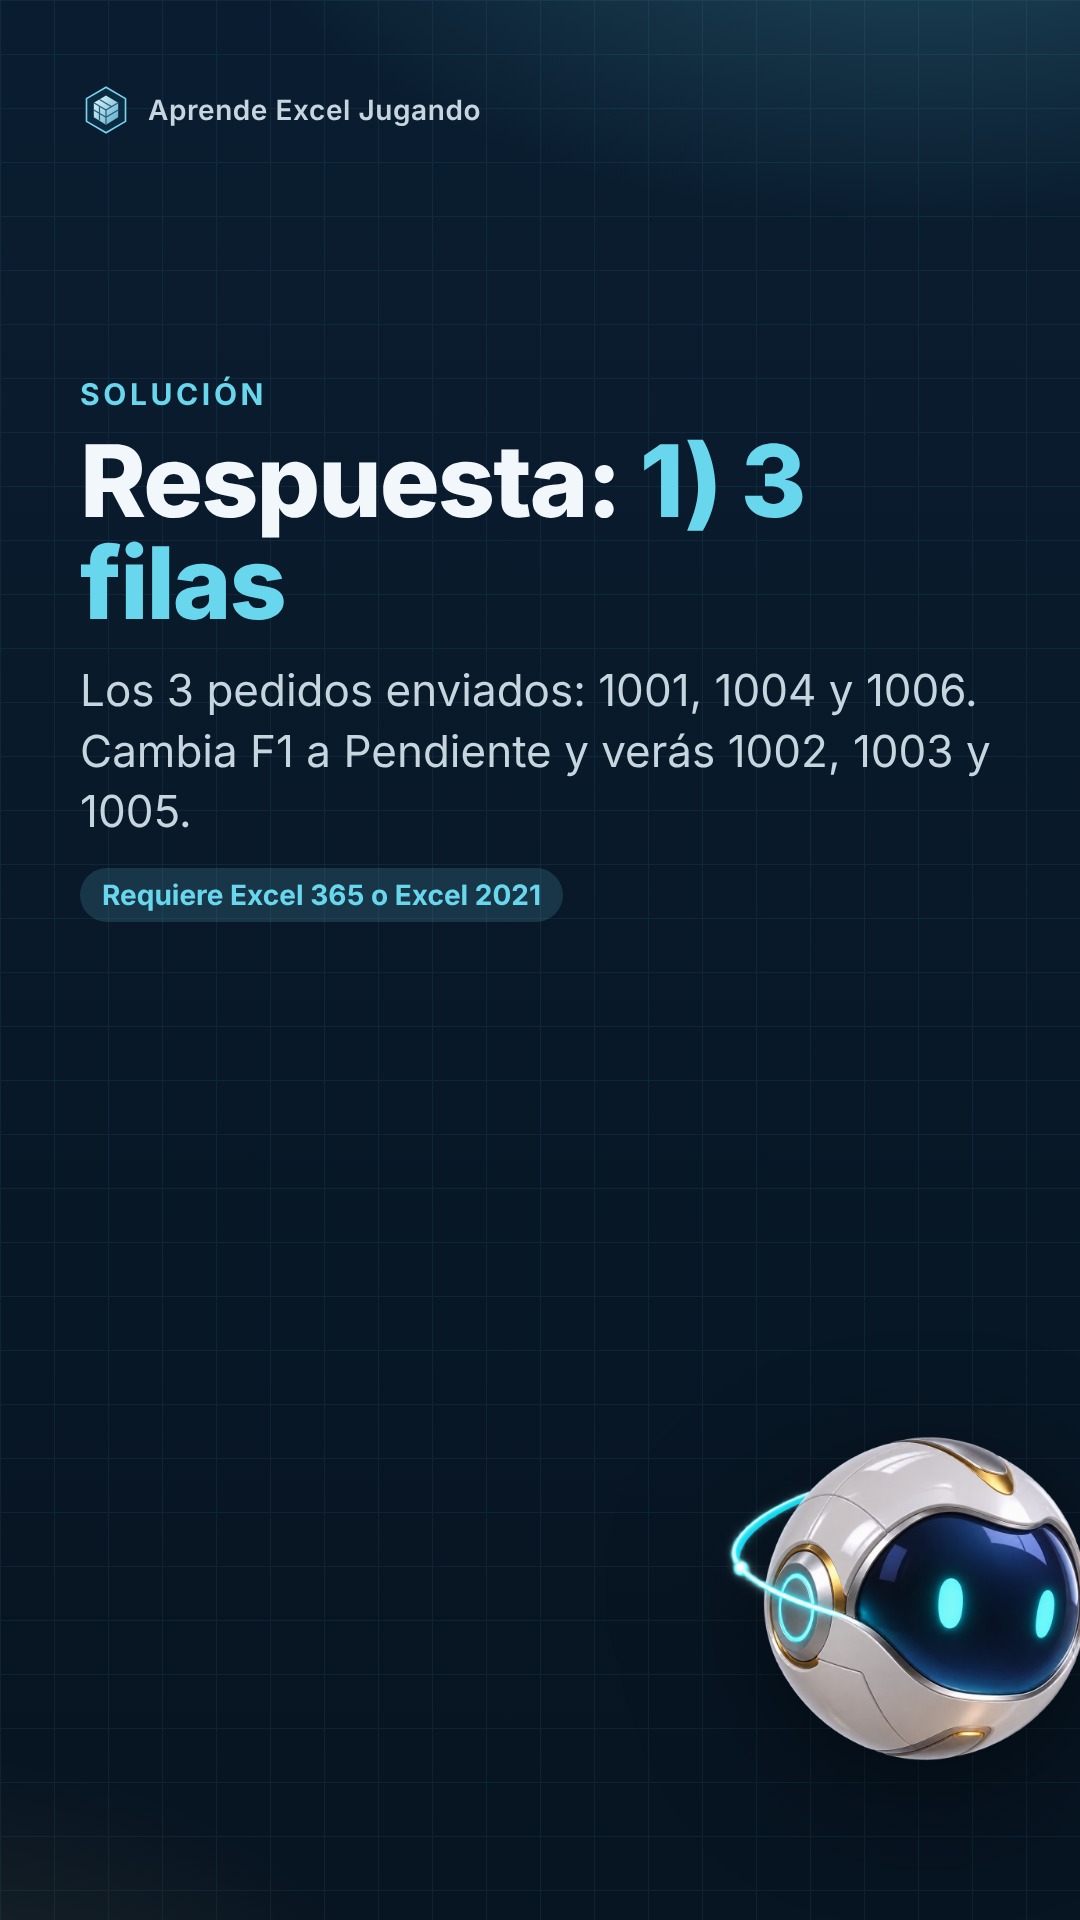 Aprende Excel Jugando
SOLUCIÓN
Respuesta: 1) 3
filas
Los 3 pedidos enviados: 1001, 1004 y 1006.
Cambia F1 a Pendiente y verás 1002, 1003 y
1005.
Requiere Excel 365 o Excel 2021